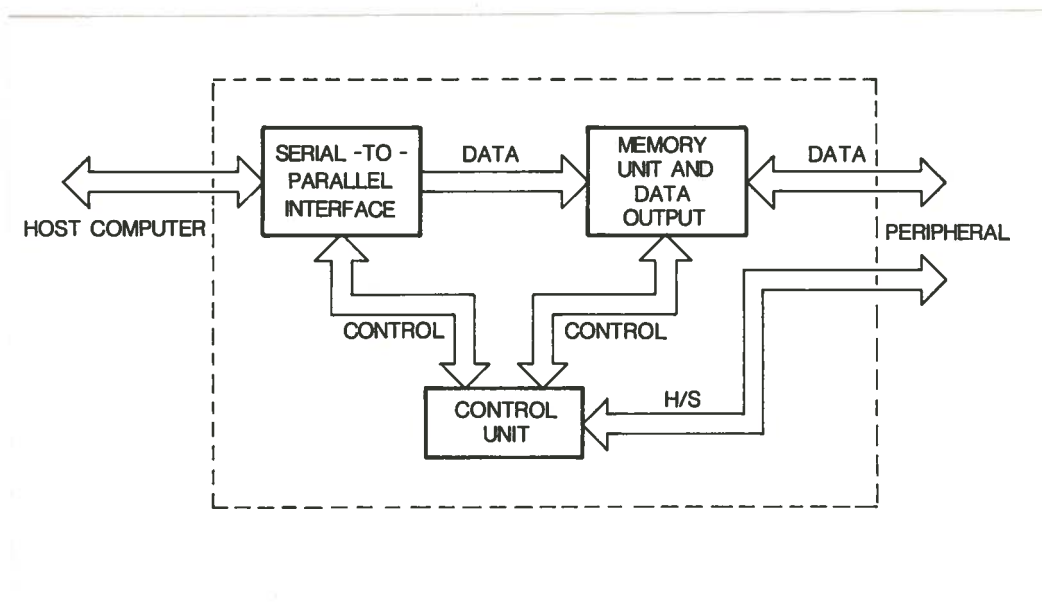 SERIAL -TO -
PARALLEL
INTERFACE
DATA
MEMORY
UNIT AND
DATA
OUTPUT
DATA
HOST COMPUTER
PERIPHERAL
CONTROL
CONTROL
H/S
CONTROL
UNIT